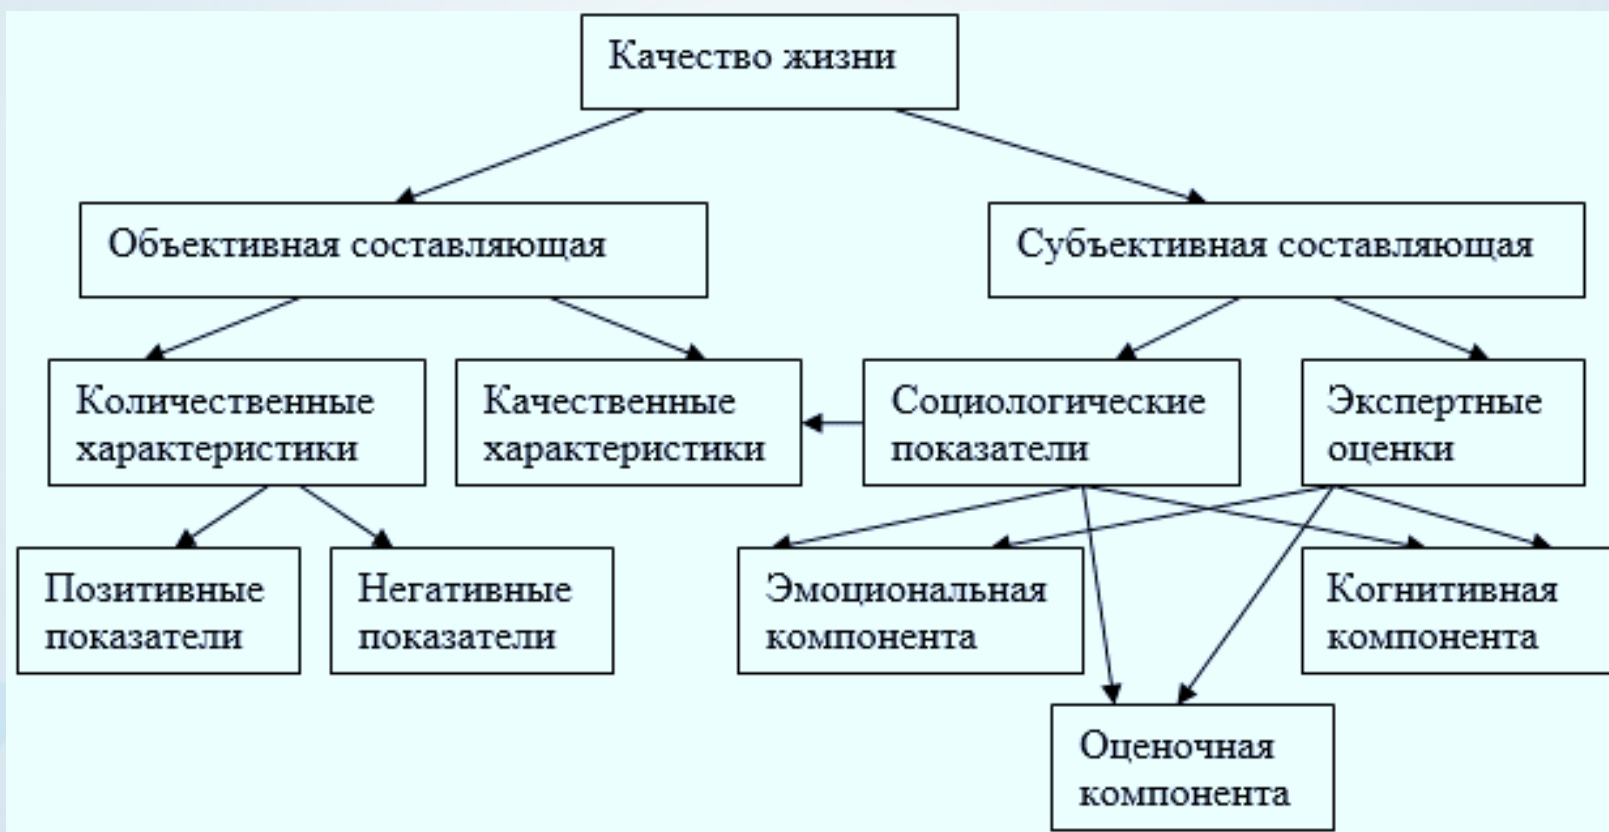 Качество жизни
Объективная составляющая
Субъективная составляющая
Количественные
характеристики
Качественные
характеристики
Социологические
показатели
Экспертные
оценки
Позитивные
показатели
Негативные
показатели
Эмоциональная
компонента
Когнитивная
компонента
Оценочная
компонента